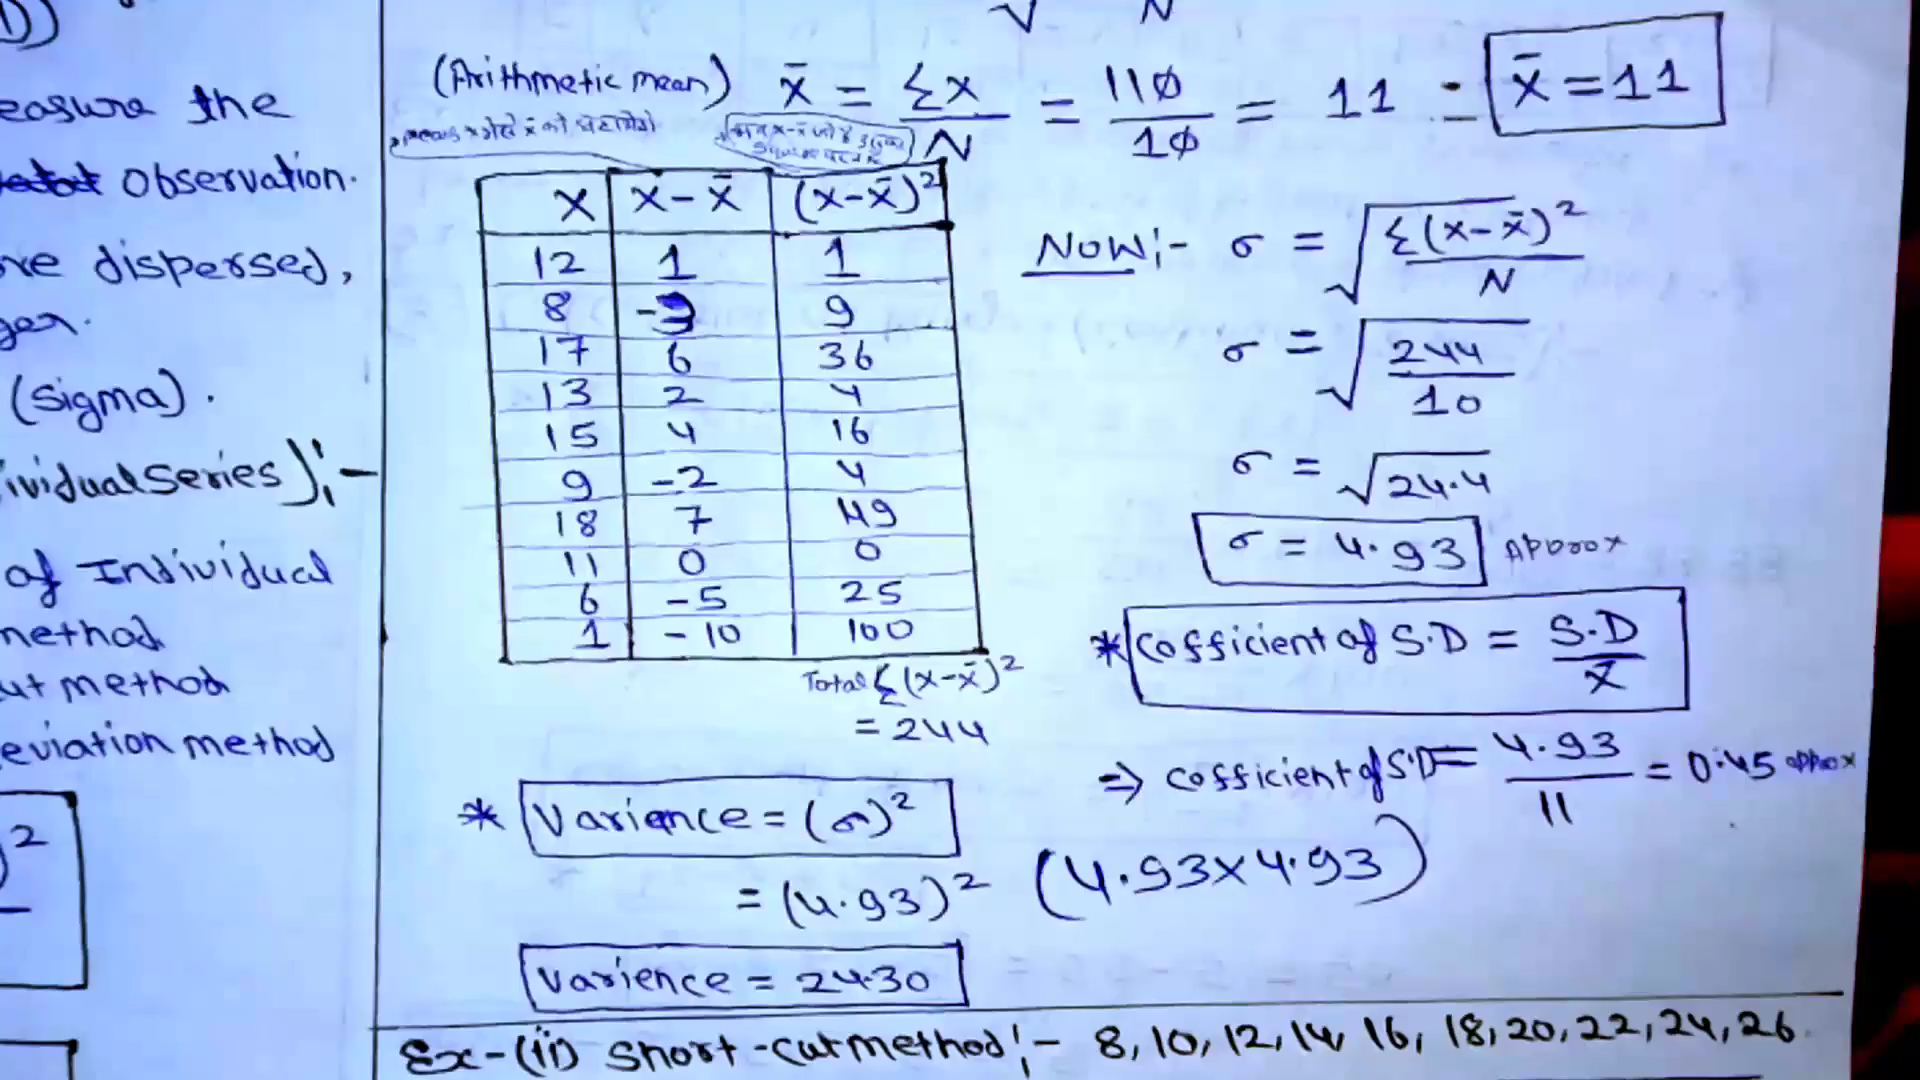 D)
easure the
observation.
ore dispersed,
ger.
(Sigma).
ividual series):-
of Individual
method
ut method
eviation method
)²
√ N
(Arithmetic mean) x̄ = Σx/N = 110/10 = 11 = x̄ = 11
x | x-x̄ | (x-x̄)²
12 | 1 | 1
8 | -3 | 9
17 | 6 | 36
13 | 2 | 4
15 | 4 | 16
9 | -2 | 4
18 | 7 | 49
11 | 0 | 0
6 | -5 | 25
1 | -10 | 100
Total Σ(x-x̄)²
= 244
Now:- σ = √Σ(x-x̄)²/N
σ = √244/10
σ = √24.4
σ = 4.93 Approx
*Cofficient of S.D = S.D/x̄
⇒ cofficient of S.D = 4.93/11 = 0.45 approx
* Varience = (σ)²
= (4.93)² (4.93x4.93)
varience = 24.30
Ex-(ii) Short-cut method:- 8, 10, 12, 14, 16, 18, 20, 22, 24, 26